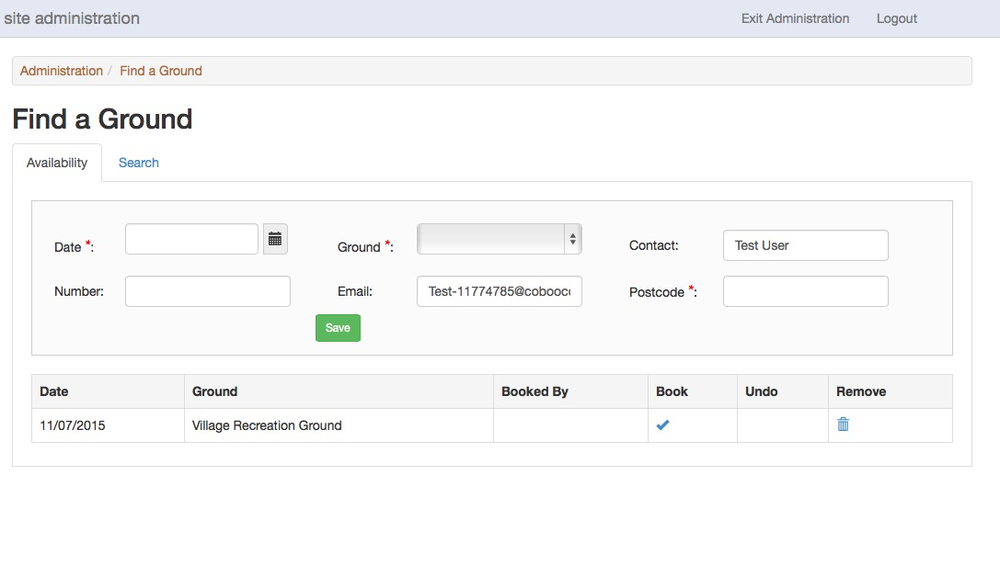 site administration Exit Administration Logout
Administration / Find a Ground
Find a Ground
Availability Search
Date *: Ground *: Contact: Test User
Number: Email: Test-11774785@cobooc Postcode *:
Save
Date Ground Booked By Book Undo Remove
11/07/2015 Village Recreation Ground